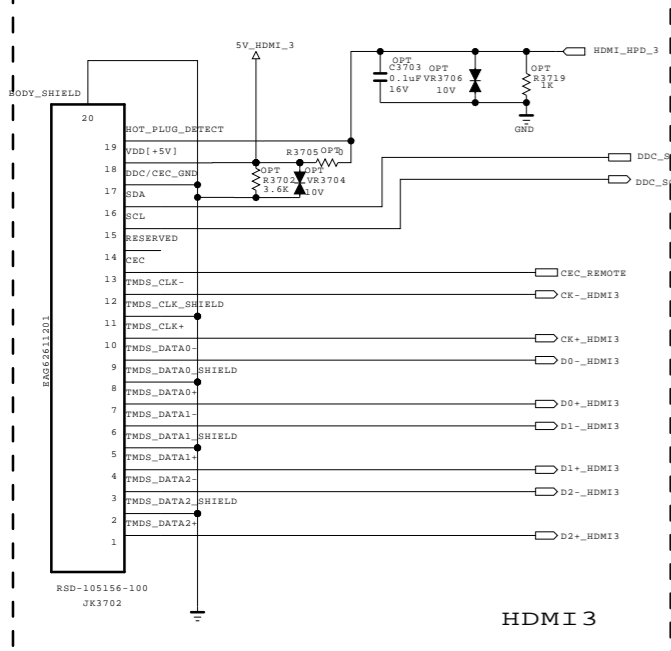 5V_HDMI_3
HDMI_HPD_3
OPT
C3703
0.1uF
16V
OPT
VR3706
10V
OPT
R3719
1K
GND
BODY_SHIELD
20
HOT_PLUG_DETECT
19
VDD[+5V]
R3705
OPT
0
18
DDC/CEC_GND
OPT
R3702
3.6K
OPT
VR3704
10V
17
SDA
16
SCL
15
RESERVED
14
CEC
13
TMDS_CLK-
CEC_REMOTE
12
TMDS_CLK_SHIELD
CK-_HDMI3
11
TMDS_CLK+
CK+_HDMI3
10
TMDS_DATA0-
D0-_HDMI3
9
TMDS_DATA0_SHIELD
8
TMDS_DATA0+
D0+_HDMI3
7
TMDS_DATA1-
D1-_HDMI3
6
TMDS_DATA1_SHIELD
5
TMDS_DATA1+
D1+_HDMI3
4
TMDS_DATA2-
D2-_HDMI3
3
TMDS_DATA2_SHIELD
2
TMDS_DATA2+
D2+_HDMI3
1
EAG62611201
RSD-105156-100
JK3702
HDMI3